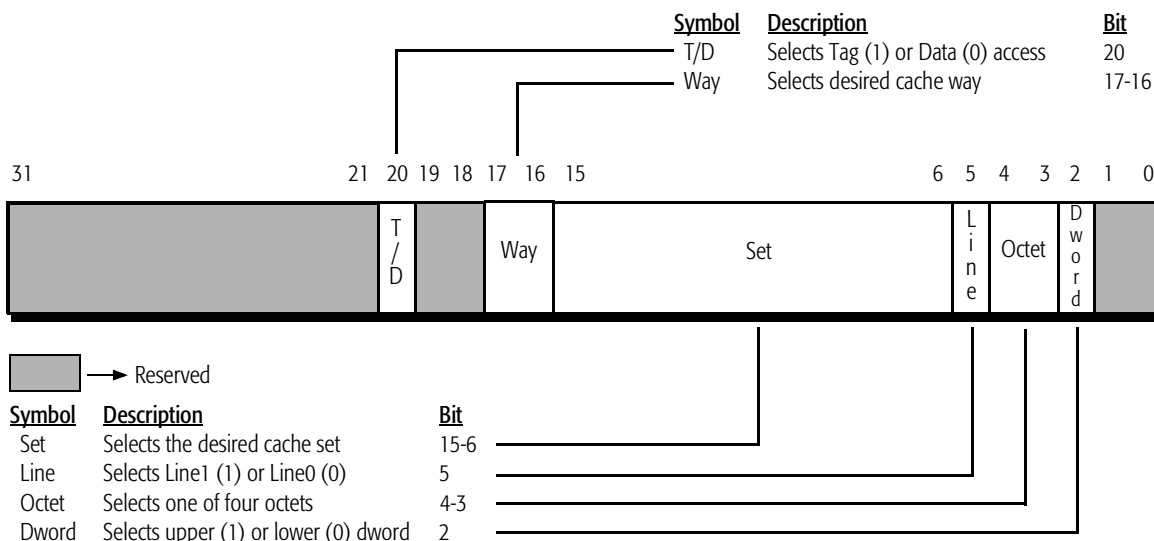 Symbol Description Bit
T/D Selects Tag (1) or Data (0) access 20
Way Selects desired cache way 17-16
31 21 20 19 18 17 16 15 6 5 4 3 2 1 0
T/D Way Set Line Octet Dword
Reserved
Symbol Description Bit
Set Selects the desired cache set 15-6
Line Selects Line1 (1) or Line0 (0) 5
Octet Selects one of four octets 4-3
Dword Selects upper (1) or lower (0) dword 2